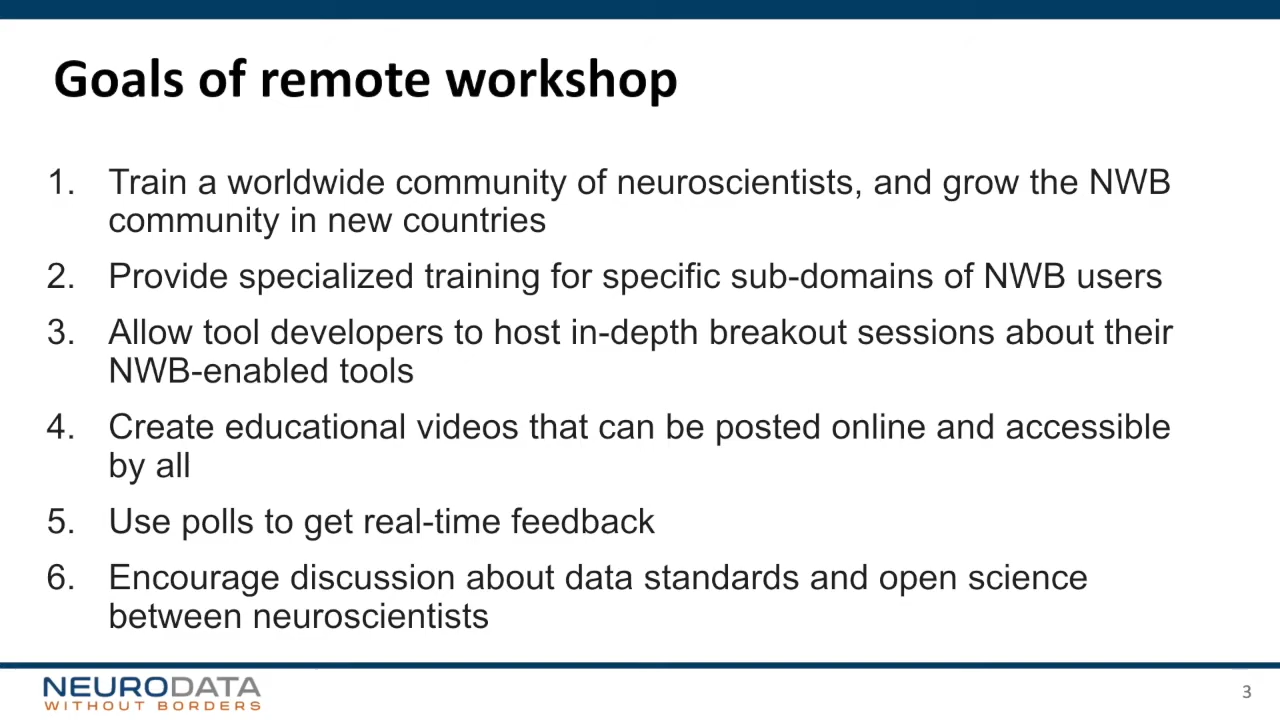 Goals of remote workshop
1. Train a worldwide community of neuroscientists, and grow the NWB
community in new countries
2. Provide specialized training for specific sub-domains of NWB users
3. Allow tool developers to host in-depth breakout sessions about their
NWB-enabled tools
4. Create educational videos that can be posted online and accessible
by all
5. Use polls to get real-time feedback
6. Encourage discussion about data standards and open science
between neuroscientists
NEURODATA
WITHOUT BORDERS
3